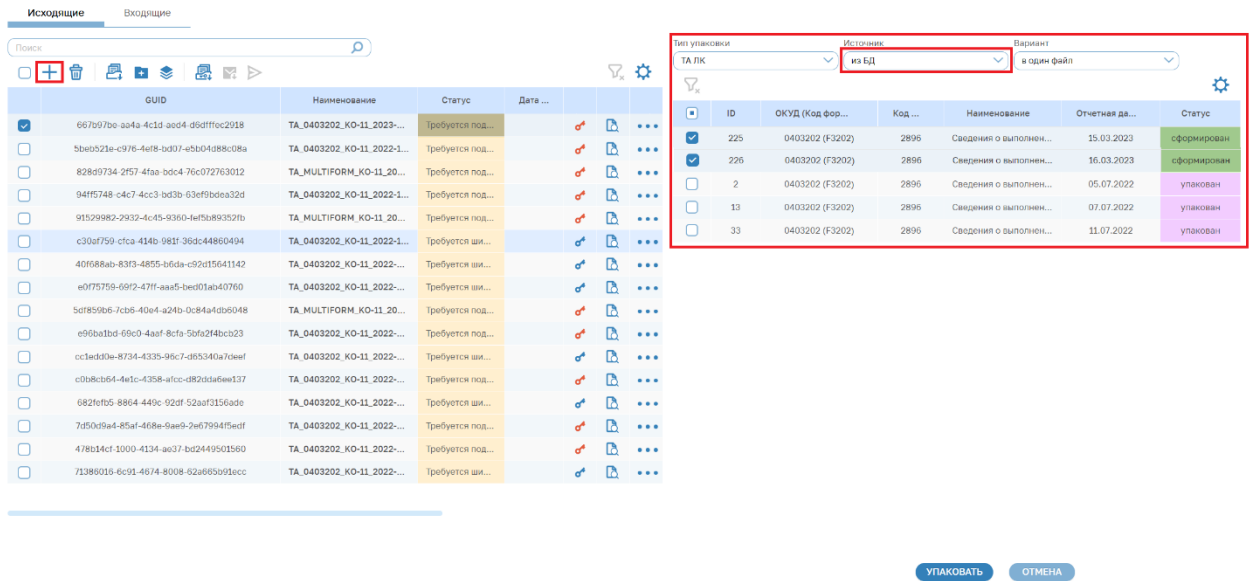 Исходящие Входящие
Поиск
GUID Наименование Статус Дата ...
667b97be-aa4a-4c1d-aed4-d6dfffec2918 TA_0403202_KO-11_2023-... Требуется под...
5beb521e-c976-4ef8-bd07-e5b04d88c08a TA_0403202_KO-11_2022-1... Требуется под...
828d9734-2f57-4faa-bdc4-76c072763012 TA_MULTIFORM_KO-11_20... Требуется под...
94ff5748-c4c7-4cc3-bd3b-63ef9bdea32d TA_0403202_KO-11_2022-1... Требуется под...
91529982-2932-4c45-9360-fef5b89352fb TA_MULTIFORM_KO-11_20... Требуется под...
c30af759-cfca-414b-981f-36dc44860494 TA_0403202_KO-11_2022-1... Требуется ши...
40f688ab-83f3-4855-b6da-c92d15641142 TA_0403202_KO-11_2022-... Требуется ши...
e0f75759-69f2-47ff-aaa5-bed01ab40760 TA_0403202_KO-11_2022-... Требуется ши...
5df859b6-7cb6-40e4-a24b-0c84a4db6048 TA_MULTIFORM_KO-11_20... Требуется под...
e96ba1bd-69c0-4aaf-8cfa-5bfa2f4bcb23 TA_0403202_KO-11_2022-... Требуется под...
cc1edd0e-8734-4335-96c7-d65340a7deef TA_0403202_KO-11_2022-... Требуется ши...
c0b8cb64-4e1c-4358-afcc-d82dda6ee137 TA_0403202_KO-11_2022-... Требуется под...
682fefb5-8864-449c-92df-52aaf3156ade TA_0403202_KO-11_2022-... Требуется ши...
7d50d9a4-85af-468e-9ae9-2e67994f5edf TA_0403202_KO-11_2022-... Требуется под...
478b14cf-1000-4134-ae37-bd2449501560 TA_0403202_KO-11_2022-... Требуется под...
71386016-6c91-4674-8008-62a665b91ecc TA_0403202_KO-11_2022-... Требуется ши...
Тип упаковки Источник Вариант
ТА ЛК из БД в один файл
ID ОКУД (Код фор... Код ... Наименование Отчетная да... Статус
225 0403202 (F3202) 2896 Сведения о выполнен... 15.03.2023 сформирован
226 0403202 (F3202) 2896 Сведения о выполнен... 16.03.2023 сформирован
2 0403202 (F3202) 2896 Сведения о выполнен... 05.07.2022 упакован
13 0403202 (F3202) 2896 Сведения о выполнен... 07.07.2022 упакован
33 0403202 (F3202) 2896 Сведения о выполнен... 11.07.2022 упакован
УПАКОВАТЬ ОТМЕНА